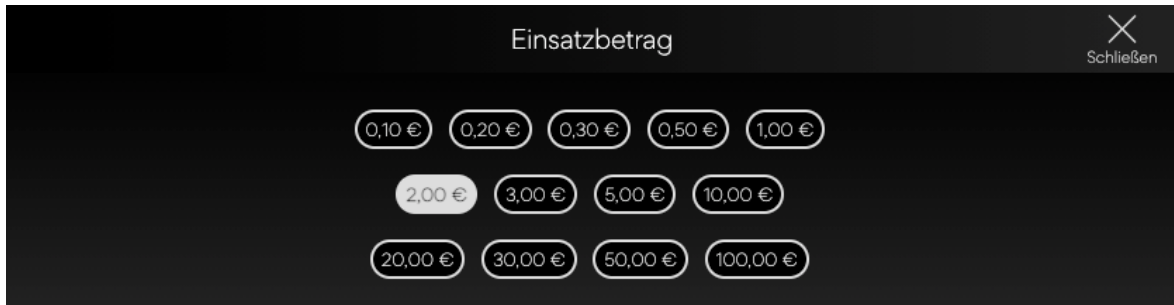 Einsatzbetrag
Schließen
0,10 € 0,20 € 0,30 € 0,50 € 1,00 €
2,00 € 3,00 € 5,00 € 10,00 €
20,00 € 30,00 € 50,00 € 100,00 €